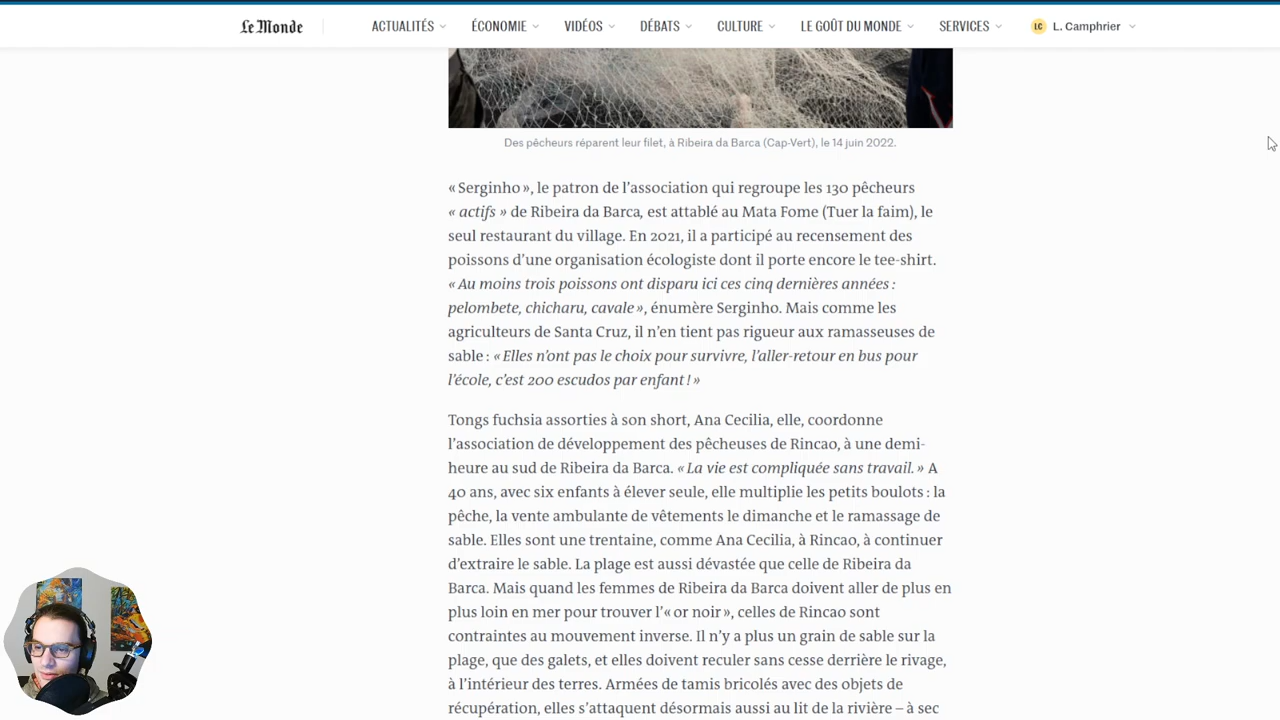 Le Monde
ACTUALITÉS
ÉCONOMIE
VIDÉOS
DÉBATS
CULTURE
LE GOÛT DU MONDE
SERVICES
LC
L. Camphrier
Des pêcheurs réparent leur filet, à Ribeira da Barca (Cap-Vert), le 14 juin 2022.
« Serginho », le patron de l’association qui regroupe les 130 pêcheurs
« actifs » de Ribeira da Barca, est attablé au Mata Fome (Tuer la faim), le
seul restaurant du village. En 2021, il a participé au recensement des
poissons d’une organisation écologiste dont il porte encore le tee-shirt.
« Au moins trois poissons ont disparu ici ces cinq dernières années :
pelombete, chicharu, cavale », énumère Serginho. Mais comme les
agriculteurs de Santa Cruz, il n’en tient pas rigueur aux ramasseuses de
sable : « Elles n’ont pas le choix pour survivre, l’aller-retour en bus pour
l’école, c’est 200 escudos par enfant ! »
Tongs fuchsia assorties à son short, Ana Cecilia, elle, coordonne
l’association de développement des pêcheuses de Rincao, à une demi-
heure au sud de Ribeira da Barca. « La vie est compliquée sans travail. » A
40 ans, avec six enfants à élever seule, elle multiplie les petits boulots : la
pêche, la vente ambulante de vêtements le dimanche et le ramassage de
sable. Elles sont une trentaine, comme Ana Cecilia, à Rincao, à continuer
d’extraire le sable. La plage est aussi dévastée que celle de Ribeira da
Barca. Mais quand les femmes de Ribeira da Barca doivent aller de plus en
plus loin en mer pour trouver l’« or noir », celles de Rincao sont
contraintes au mouvement inverse. Il n’y a plus un grain de sable sur la
plage, que des galets, et elles doivent reculer sans cesse derrière le rivage,
à l’intérieur des terres. Armées de tamis bricolés avec des objets de
récupération, elles s’attaquent désormais aussi au lit de la rivière – à sec